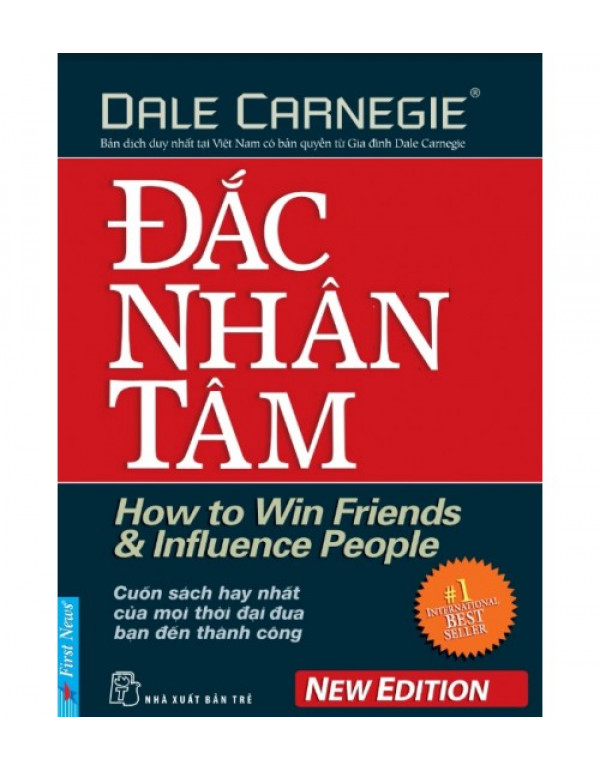 DALE CARNEGIE®
Bản dịch duy nhất tại Việt Nam có bản quyền từ Gia đình Dale Carnegie
ĐẮC
NHÂN
TÂM
How to Win Friends
& Influence People
Cuốn sách hay nhất
của mọi thời đại đưa
bạn đến thành công
#1
INTERNATIONAL
BEST
SELLER
First News®
NHÀ XUẤT BẢN TRẺ
NEW EDITION